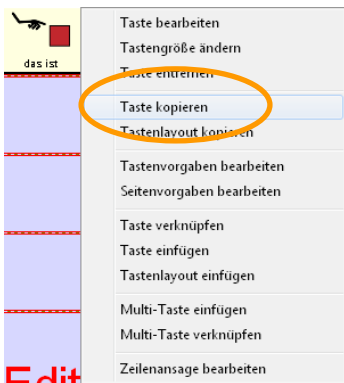 das ist
Taste bearbeiten
Tastengröße ändern
Taste entfernen
Taste kopieren
Tastenlayout kopieren
Tastenvorgaben bearbeiten
Seitenvorgaben bearbeiten
Taste verknüpfen
Taste einfügen
Tastenlayout einfügen
Multi-Taste einfügen
Multi-Taste verknüpfen
Zeilenansage bearbeiten
Edit